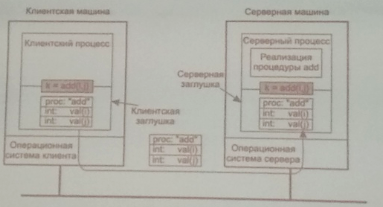 Клиентская машина
Клиентский процесс
k = add(i,j)
proc: "add"
int: val(i)
int: val(j)
Операционная
система клиента
Клиентская
заглушка
proc: "add"
int: val(i)
int: val(j)
Серверная
заглушка
Серверная машина
Серверный процесс
Реализация
процедуры add
k = add(i,j)
proc: "add"
int: val(i)
int: val(j)
Операционная
система сервера